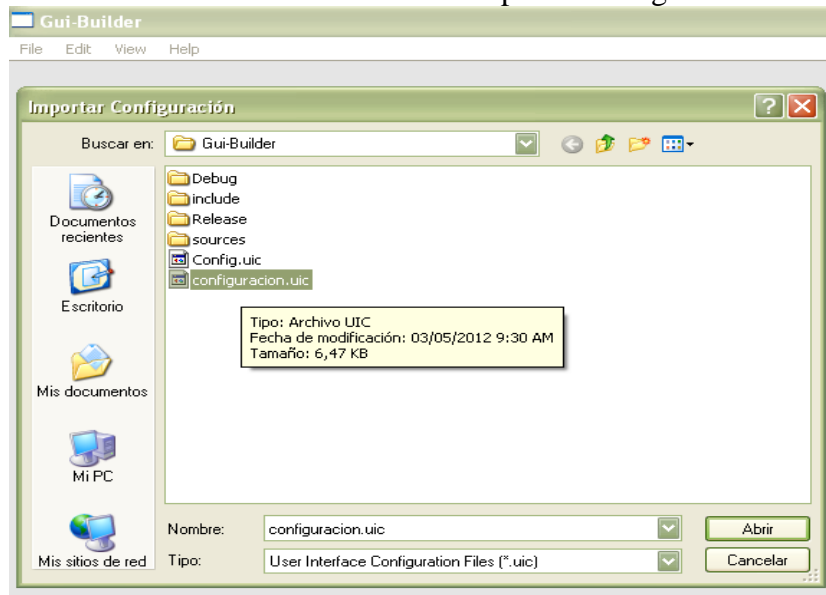 Gui-Builder
File Edit View Help
Importar Configuración
Buscar en: Gui-Builder
Debug
include
Release
sources
Config.uic
configuracion.uic
Tipo: Archivo UIC
Fecha de modificación: 03/05/2012 9:30 AM
Tamaño: 6,47 KB
Documentos
recientes
Escritorio
Mis documentos
Mi PC
Mis sitios de red
Nombre: configuracion.uic Abrir
Tipo: User Interface Configuration Files (*.uic) Cancelar